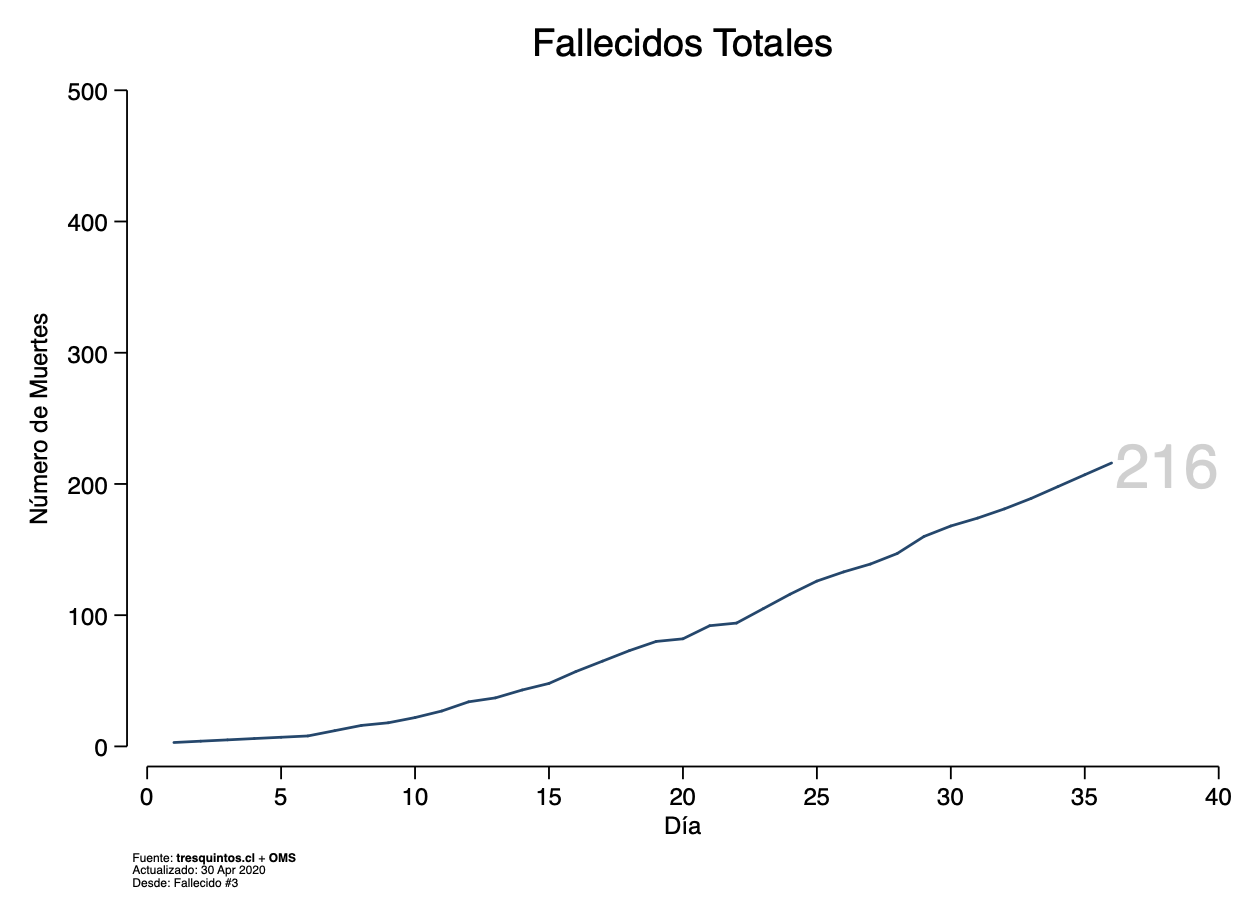 Fallecidos Totales
500
400
300
200
100
0
Número de Muertes
216
0 5 10 15 20 25 30 35 40
Día
Fuente: tresquintos.cl + OMS
Actualizado: 30 Apr 2020
Desde: Fallecido #3